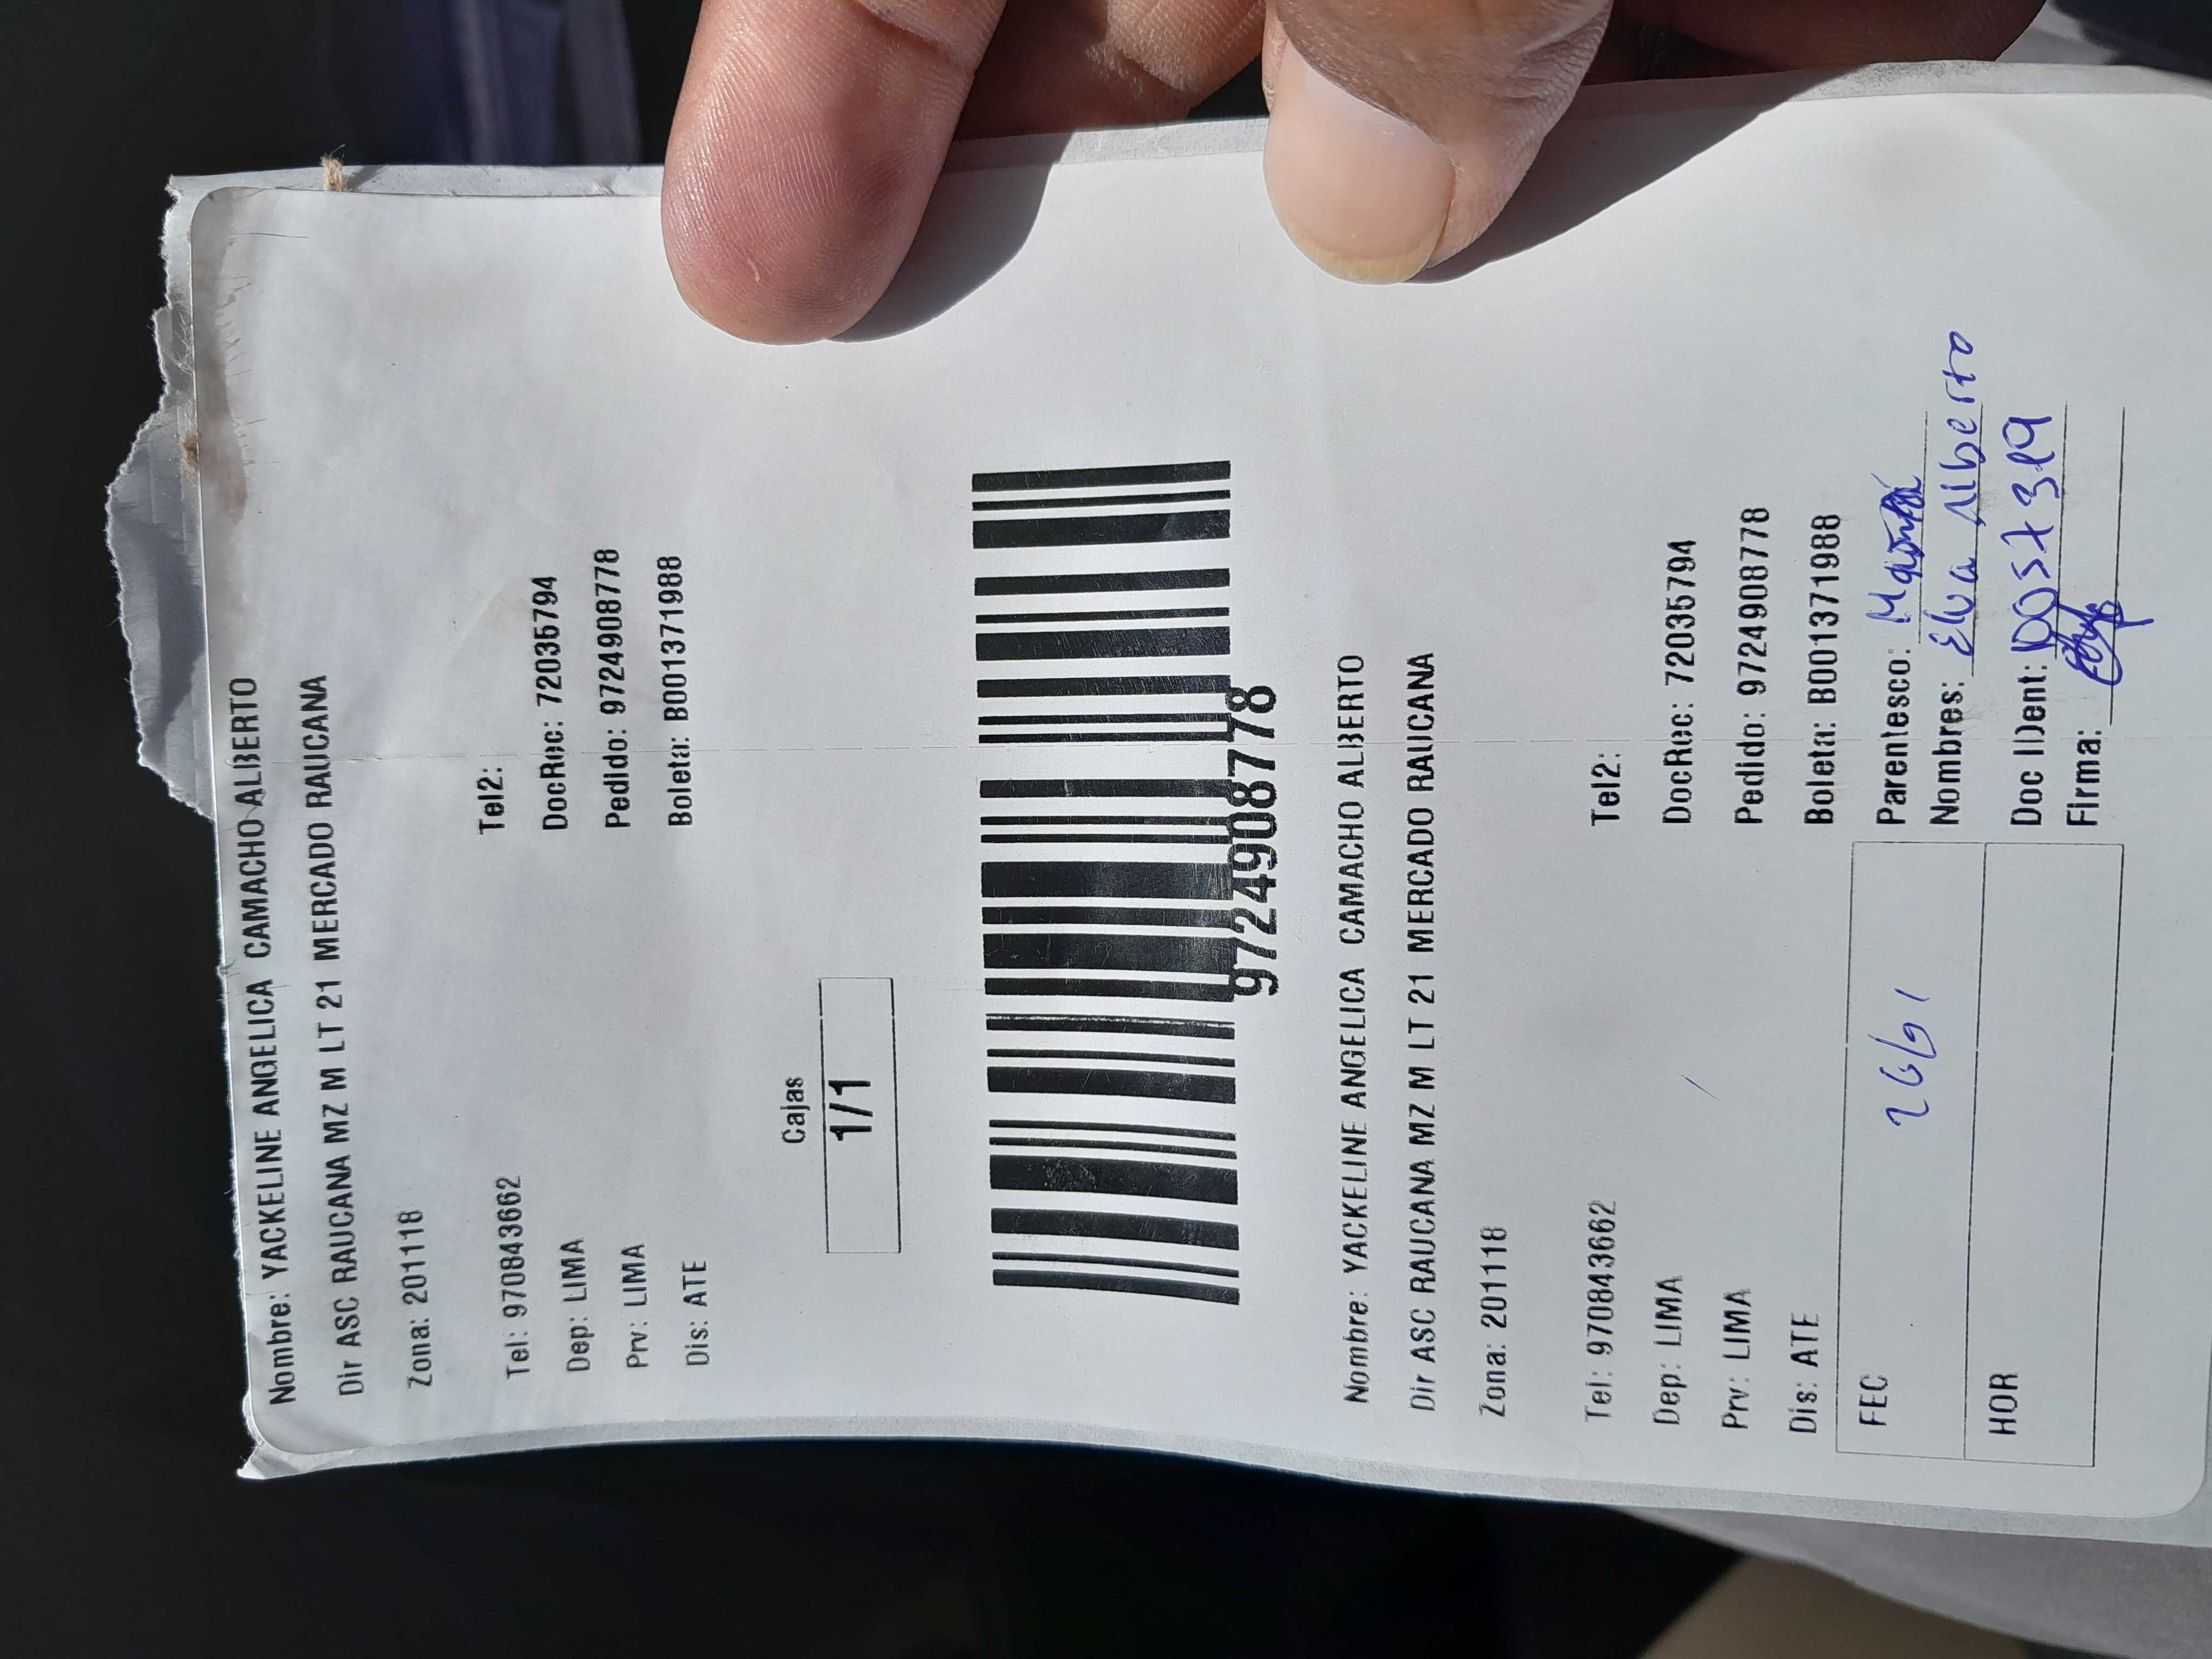 Nombre: YACKELINE ANGELICA CAMACHO ALBERTO
Dir ASC RAUCANA MZ M LT 21 MERCADO RAUCANA
Zona: 201118
Tel: 970843662 Tel2:
Dep: LIMA DocRec: 72035794
Prv: LIMA Pedido: 9724908778
Dis: ATE Boleta: B001371988
Cajas
1/1
9724908778
Nombre: YACKELINE ANGELICA CAMACHO ALBERTO
Dir ASC RAUCANA MZ M LT 21 MERCADO RAUCANA
Zona: 201118
Tel: 970843662 Tel2:
Dep: LIMA DocRec: 72035794
Prv: LIMA Pedido: 9724908778
Dis: ATE Boleta: B001371988
FEC Parentesco:
Nombres: Elva Alberto
HOR Doc IDent:
Firma: